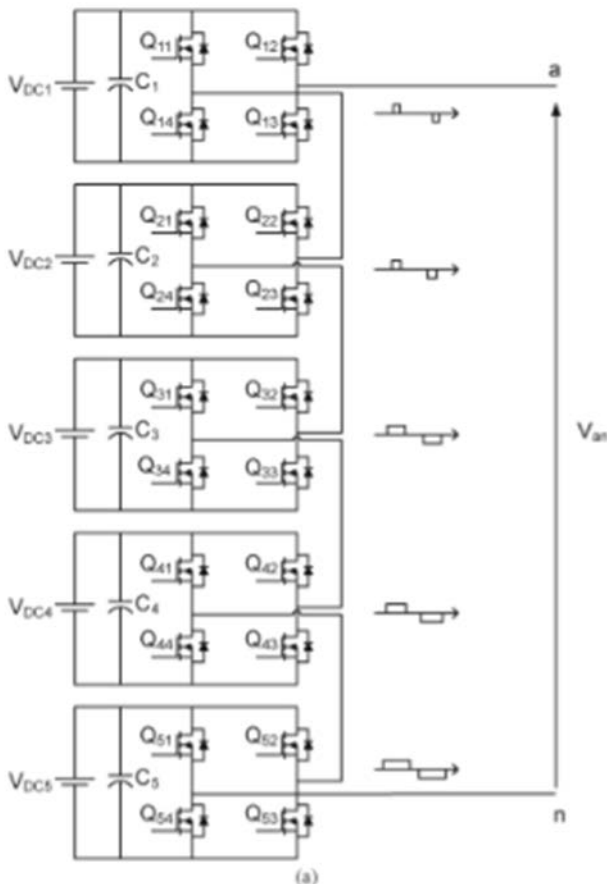 Q11 Q12
VDC1 C1 a
Q14 Q13
Q21 Q22
VDC2 C2
Q24 Q23
Q31 Q32
VDC3 C3 Van
Q34 Q33
Q41 Q42
VDC4 C4
Q44 Q43
Q51 Q52
VDC5 C5
Q54 Q53 n
(a)